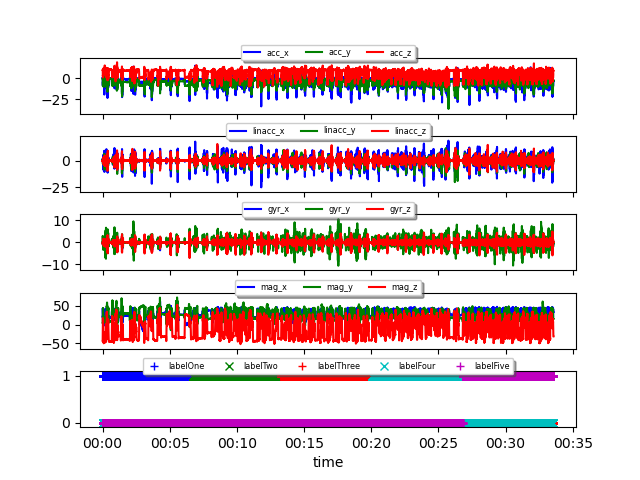 acc_x acc_y acc_z
0
−25
linacc_x linacc_y linacc_z
0
−25
gyr_x gyr_y gyr_z
10
0
−10
mag_x mag_y mag_z
50
0
−50
labelOne labelTwo labelThree labelFour labelFive
1
0
00:00 00:05 00:10 00:15 00:20 00:25 00:30 00:35
time